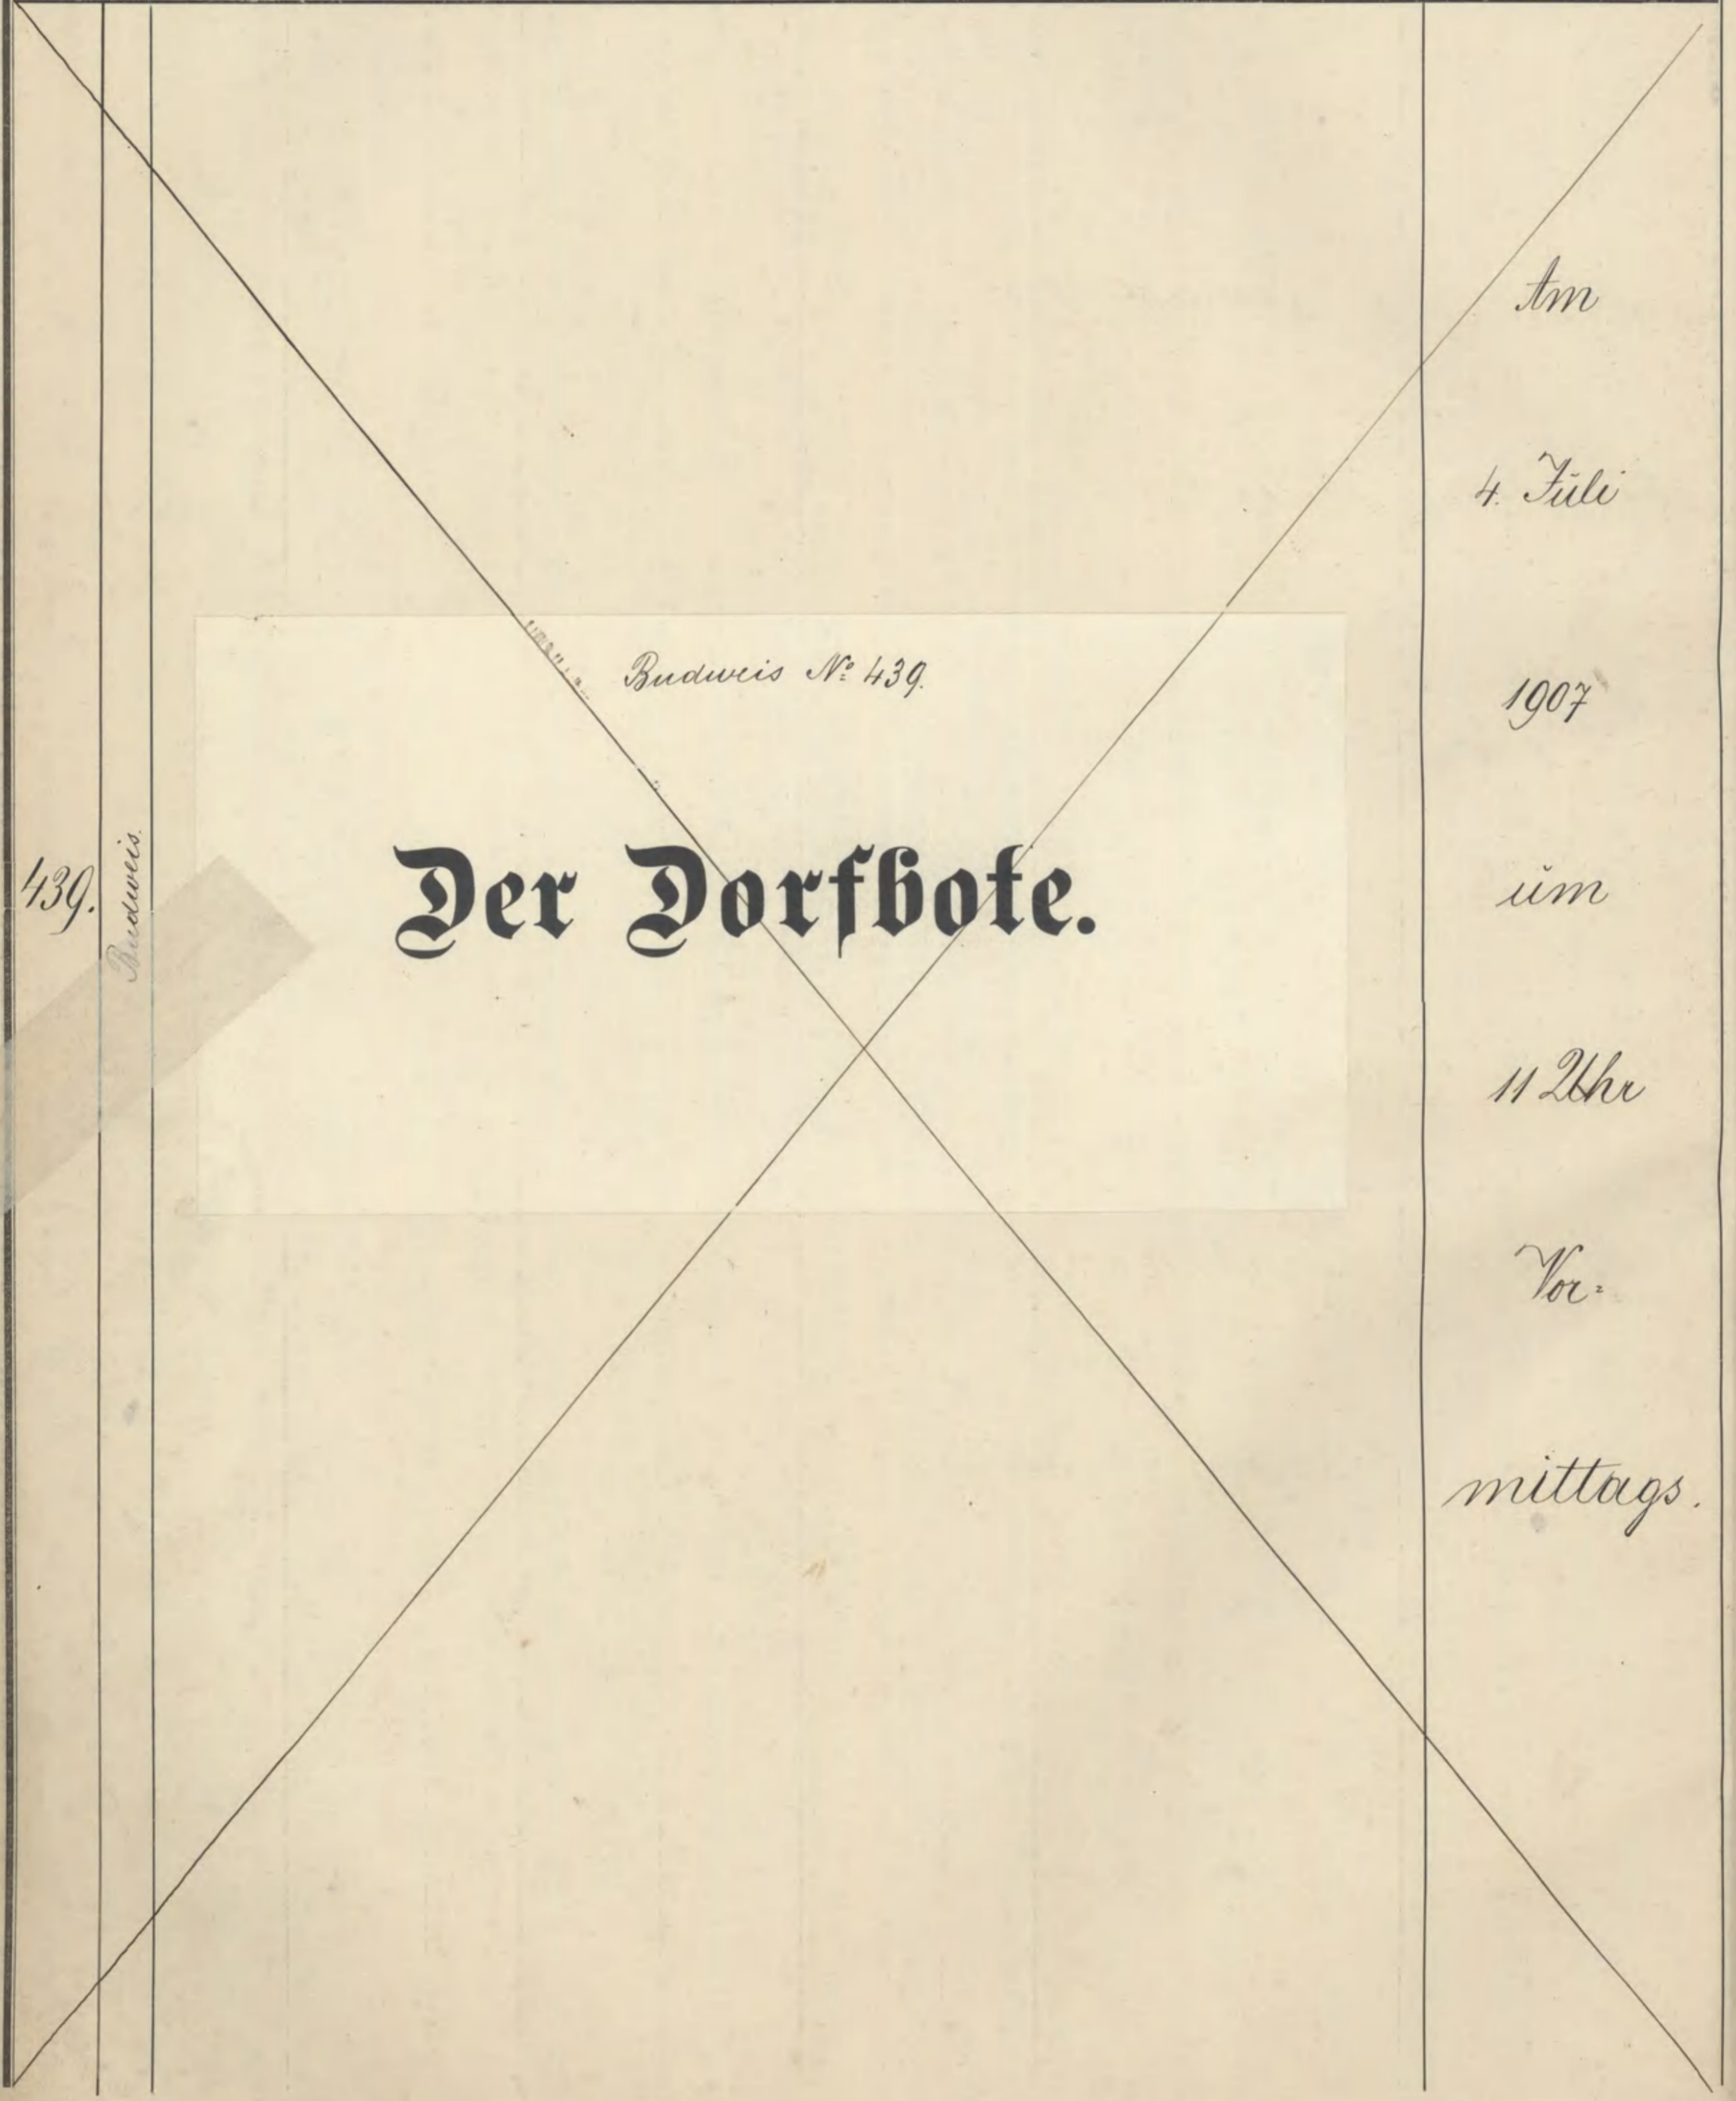 439.
Budweis.
Budweis № 439.
Der Dorfbote.
Am
4. Juli
1907
um
11 Uhr
Vor=
mittags.